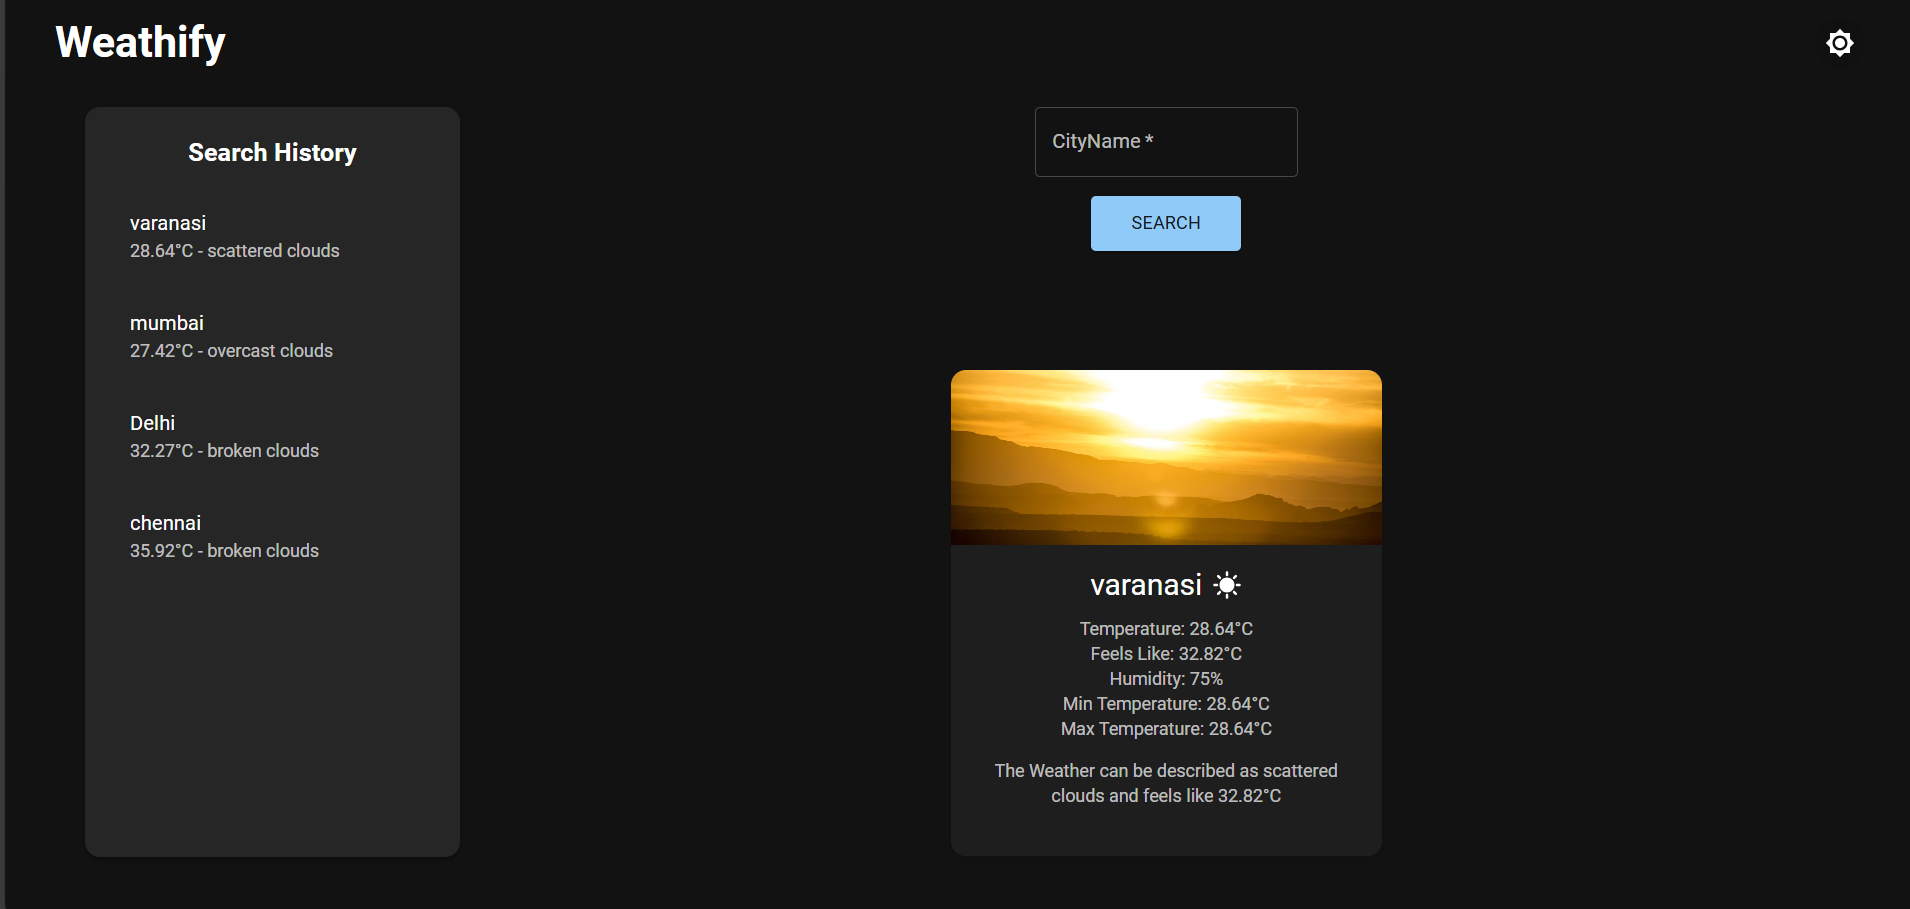 Weathify
Search History
varanasi
28.64°C - scattered clouds
mumbai
27.42°C - overcast clouds
Delhi
32.27°C - broken clouds
chennai
35.92°C - broken clouds
CityName *
SEARCH
varanasi
Temperature: 28.64°C
Feels Like: 32.82°C
Humidity: 75%
Min Temperature: 28.64°C
Max Temperature: 28.64°C
The Weather can be described as scattered
clouds and feels like 32.82°C